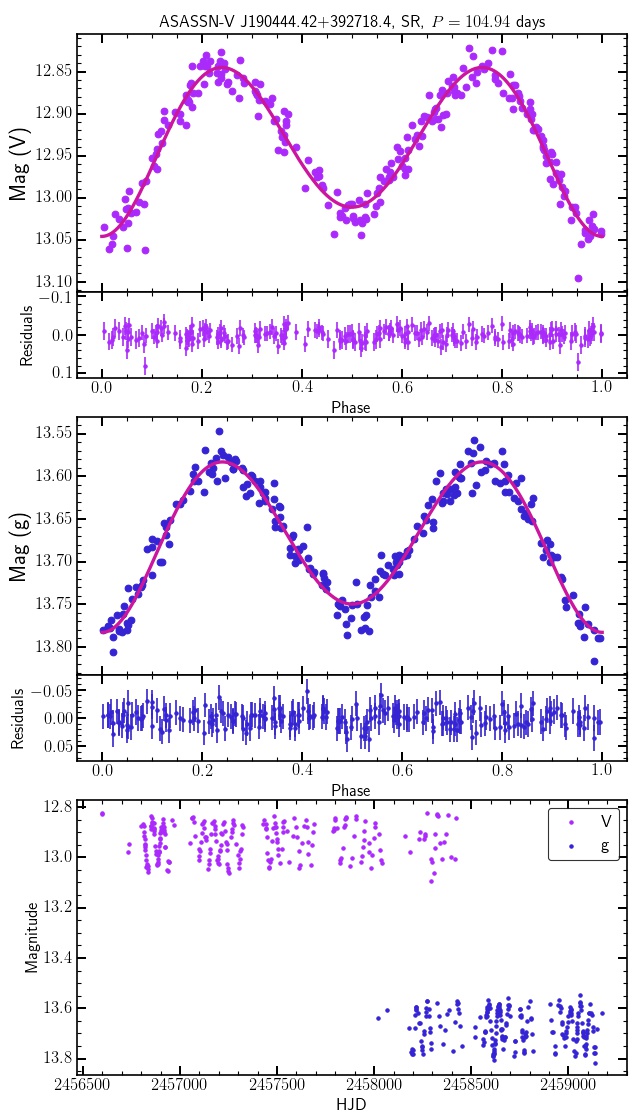 ASASSN-V J190444.42+392718.4, SR, P = 104.94 days
Mag (V)
12.85
12.90
12.95
13.00
13.05
13.10
Residuals
−0.1
0.0
0.1
0.0 0.2 0.4 0.6 0.8 1.0
Phase
Mag (g)
13.55
13.60
13.65
13.70
13.75
13.80
Residuals
−0.05
0.00
0.05
0.0 0.2 0.4 0.6 0.8 1.0
Phase
Magnitude
12.8
13.0
13.2
13.4
13.6
13.8
V
g
2456500 2457000 2457500 2458000 2458500 2459000
HJD